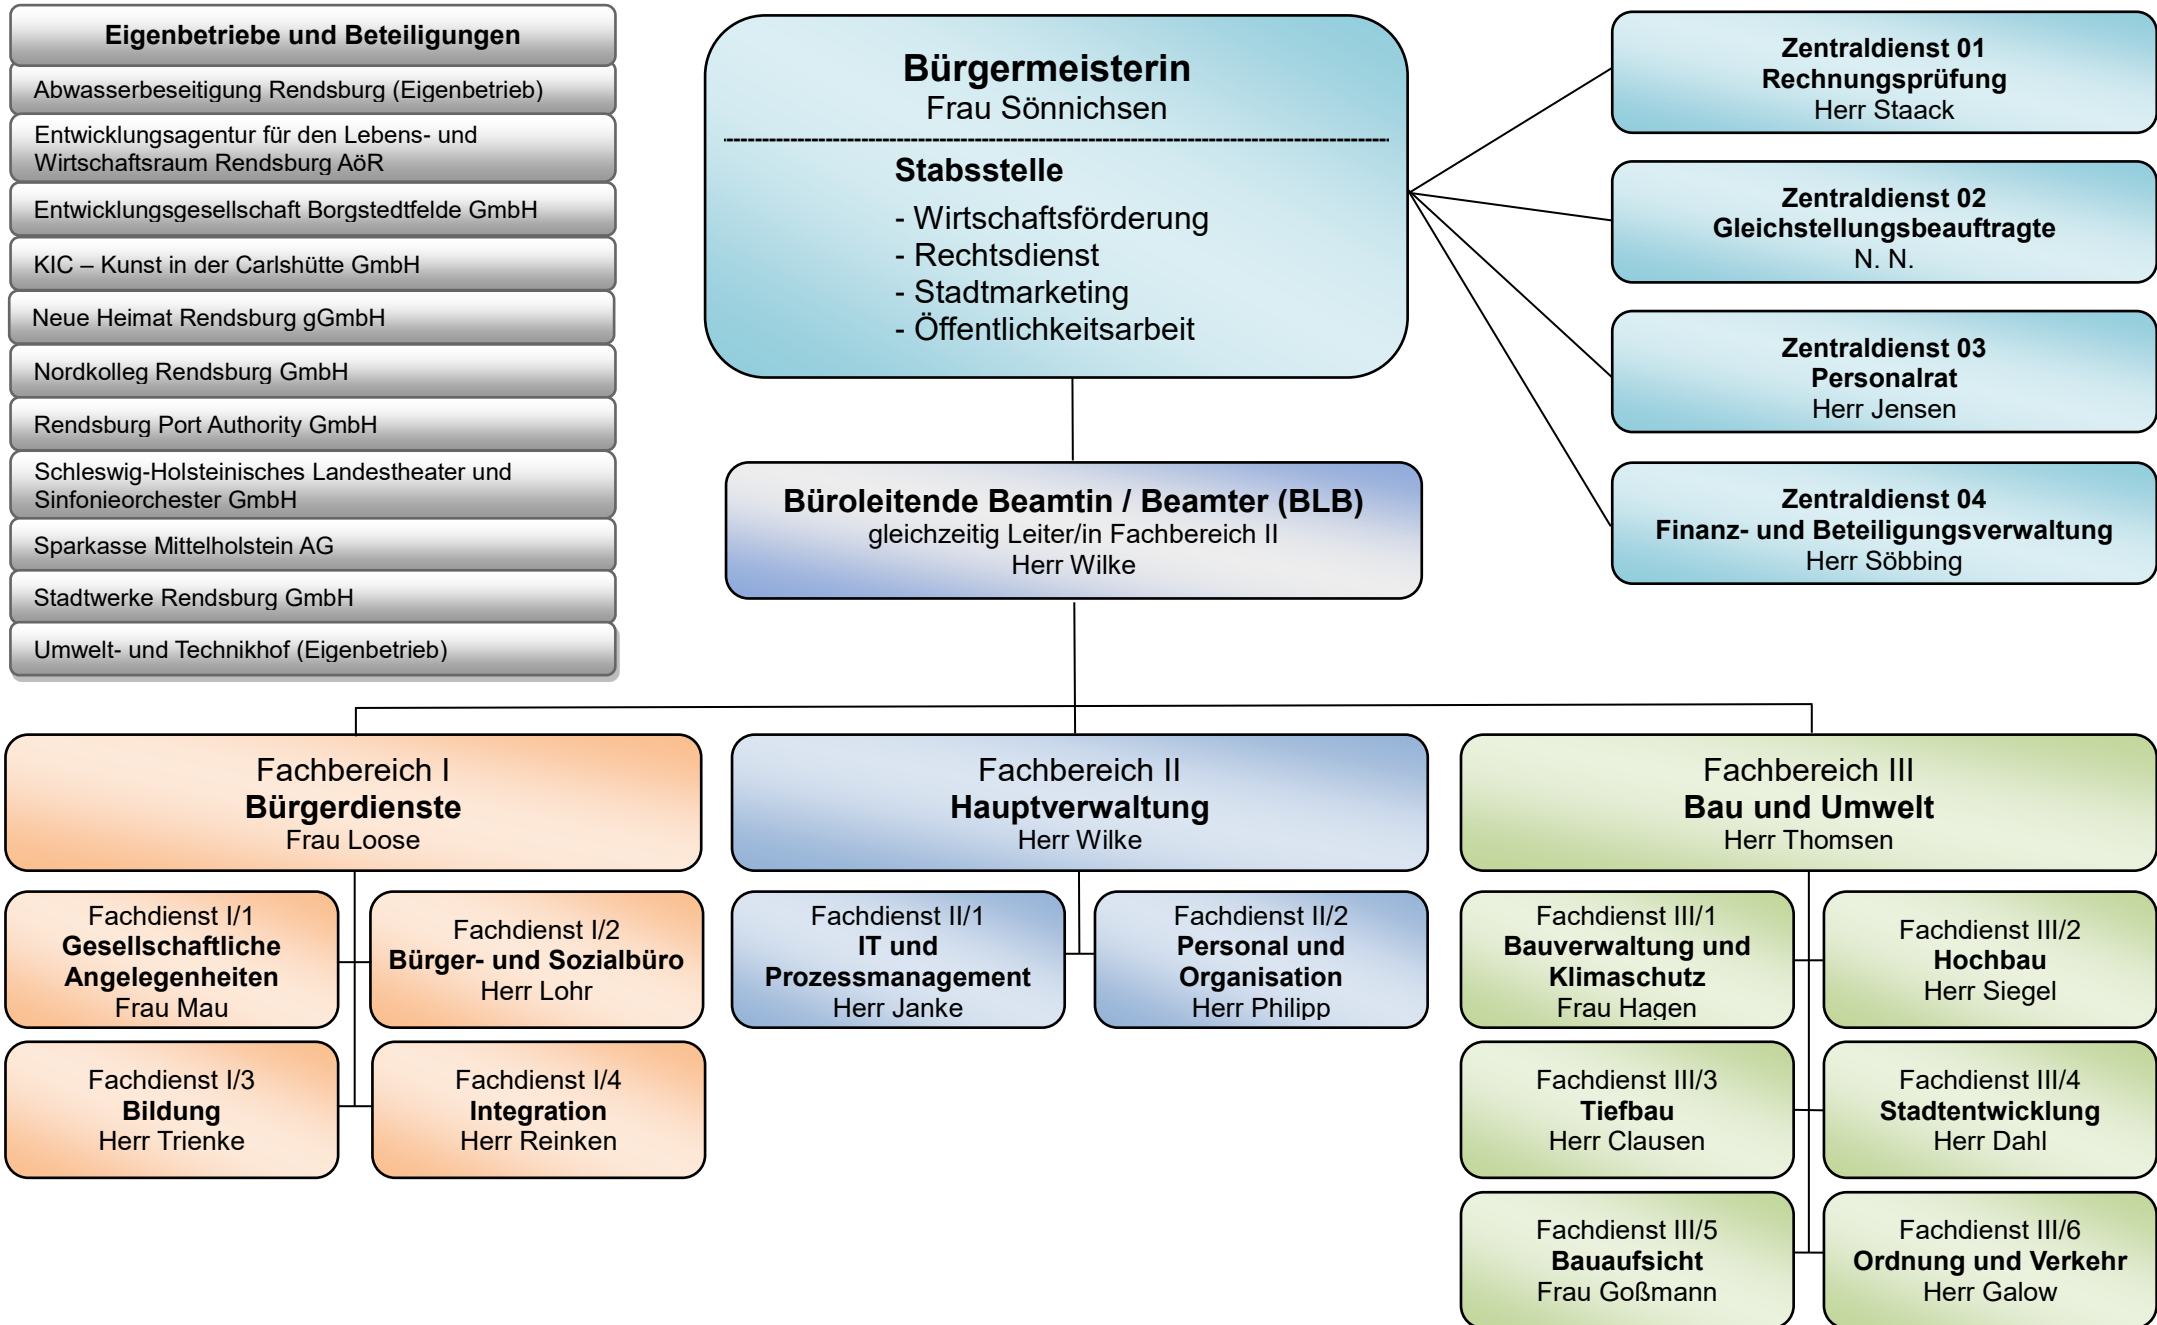 Eigenbetriebe und Beteiligungen
Abwasserbeseitigung Rendsburg (Eigenbetrieb)
Entwicklungsagentur für den Lebens- und
Wirtschaftsraum Rendsburg AöR
Entwicklungsgesellschaft Borgstedtfelde GmbH
KIC – Kunst in der Carlshütte GmbH
Neue Heimat Rendsburg gGmbH
Nordkolleg Rendsburg GmbH
Rendsburg Port Authority GmbH
Schleswig-Holsteinisches Landestheater und
Sinfonieorchester GmbH
Sparkasse Mittelholstein AG
Stadtwerke Rendsburg GmbH
Umwelt- und Technikhof (Eigenbetrieb)
Bürgermeisterin
Frau Sönnichsen
Stabsstelle
- Wirtschaftsförderung
- Rechtsdienst
- Stadtmarketing
- Öffentlichkeitsarbeit
Zentraldienst 01
Rechnungsprüfung
Herr Staack
Zentraldienst 02
Gleichstellungsbeauftragte
N. N.
Zentraldienst 03
Personalrat
Herr Jensen
Zentraldienst 04
Finanz- und Beteiligungsverwaltung
Herr Söbbing
Büroleitende Beamtin / Beamter (BLB)
gleichzeitig Leiter/in Fachbereich II
Herr Wilke
Fachbereich I
Bürgerdienste
Frau Loose
Fachdienst I/1
Gesellschaftliche
Angelegenheiten
Frau Mau
Fachdienst I/2
Bürger- und Sozialbüro
Herr Lohr
Fachdienst I/3
Bildung
Herr Trienke
Fachdienst I/4
Integration
Herr Reinken
Fachbereich II
Hauptverwaltung
Herr Wilke
Fachdienst II/1
IT und
Prozessmanagement
Herr Janke
Fachdienst II/2
Personal und
Organisation
Herr Philipp
Fachbereich III
Bau und Umwelt
Herr Thomsen
Fachdienst III/1
Bauverwaltung und
Klimaschutz
Frau Hagen
Fachdienst III/2
Hochbau
Herr Siegel
Fachdienst III/3
Tiefbau
Herr Clausen
Fachdienst III/4
Stadtentwicklung
Herr Dahl
Fachdienst III/5
Bauaufsicht
Frau Goßmann
Fachdienst III/6
Ordnung und Verkehr
Herr Galow